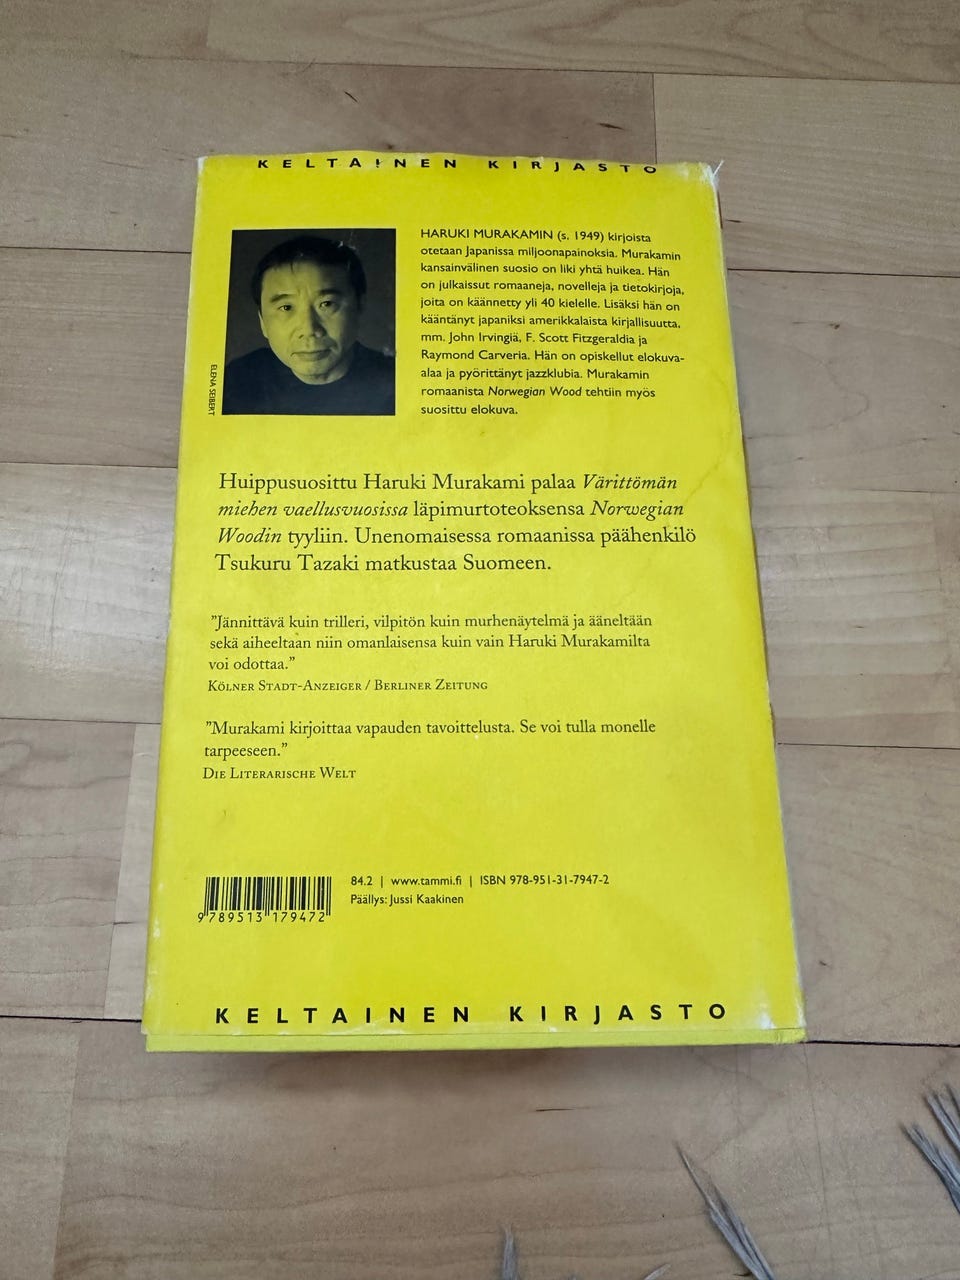 KELTAINEN KIRJASTO
HARUKI MURAKAMIN (s. 1949) kirjoista
otetaan Japanissa miljoonapainoksia. Murakamin
kansainvälinen suosio on liki yhtä huikea. Hän
on julkaissut romaaneja, novelleja ja tietokirjoja,
joita on käännetty yli 40 kielelle. Lisäksi hän on
kääntänyt japaniksi amerikkalaista kirjallisuutta,
mm. John Irvingiä, F. Scott Fitzgeraldia ja
Raymond Carveria. Hän on opiskellut elokuva-
alaa ja pyörittänyt jazzklubia. Murakamin
romaanista Norwegian Wood tehtiin myös
suosittu elokuva.
ELENA SEIBERT
Huippusuosittu Haruki Murakami palaa Värittömän
miehen vaellusvuosissa läpimurtoteoksensa Norwegian
Woodin tyyliin. Unenomaisessa romaanissa päähenkilö
Tsukuru Tazaki matkustaa Suomeen.
”Jännittävä kuin trilleri, vilpitön kuin murhenäytelmä ja ääneltään
sekä aiheeltaan niin omanlaisensa kuin vain Haruki Murakamilta
voi odottaa.”
KÖLNER STADT-ANZEIGER / BERLINER ZEITUNG
”Murakami kirjoittaa vapauden tavoittelusta. Se voi tulla monelle
tarpeeseen.”
DIE LITERARISCHE WELT
84.2 | www.tammi.fi | ISBN 978-951-31-7947-2
Päällys: Jussi Kaakinen
9 789513 179472
KELTAINEN KIRJASTO